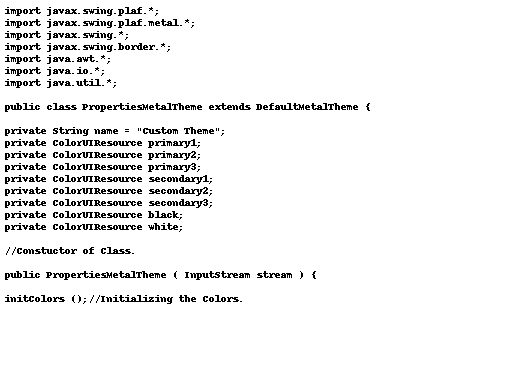 import javax.swing.plaf.*;
import javax.swing.plaf.metal.*;
import javax.swing.*;
import javax.swing.border.*;
import java.awt.*;
import java.io.*;
import java.util.*;
public class PropertiesMetalTheme extends DefaultMetalTheme {
private String name = "Custom Theme";
private ColorUIResource primary1;
private ColorUIResource primary2;
private ColorUIResource primary3;
private ColorUIResource secondary1;
private ColorUIResource secondary2;
private ColorUIResource secondary3;
private ColorUIResource black;
private ColorUIResource white;
//Constuctor of Class.
public PropertiesMetalTheme ( InputStream stream ) {
initColors ();//Initializing the Colors.